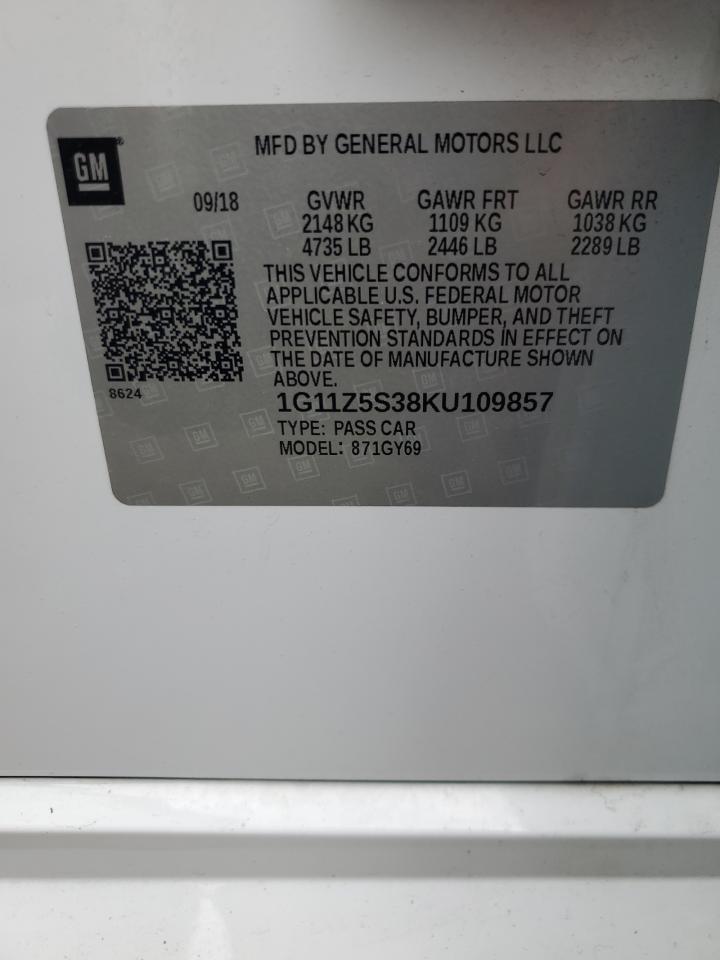 GM
MFD BY GENERAL MOTORS LLC
09/18 GVWR GAWR FRT GAWR RR
2148 KG 1109 KG 1038 KG
4735 LB 2446 LB 2289 LB
THIS VEHICLE CONFORMS TO ALL
APPLICABLE U.S. FEDERAL MOTOR
VEHICLE SAFETY, BUMPER, AND THEFT
PREVENTION STANDARDS IN EFFECT ON
THE DATE OF MANUFACTURE SHOWN
ABOVE.
8624
1G11Z5S38KU109857
TYPE: PASS CAR
MODEL: 871GY69